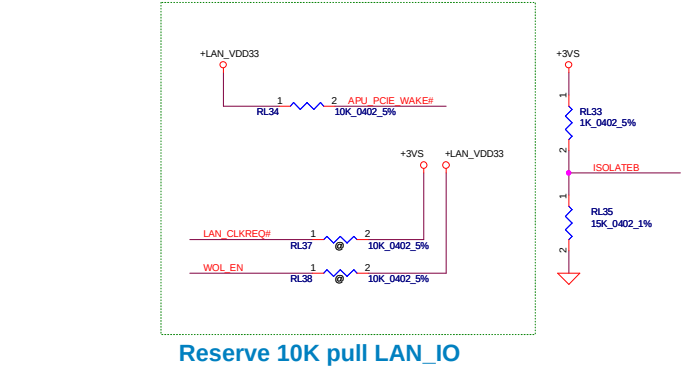 +LAN_VDD33
1 2 APU_PCIE_WAKE#
RL34 10K_0402_5%
+3VS +LAN_VDD33
LAN_CLKREQ# 1 2
RL37 @ 10K_0402_5%
WOL_EN 1 2
RL38 @ 10K_0402_5%
Reserve 10K pull LAN_IO
+3VS
1
RL33
1K_0402_5%
2
ISOLATEB
1
RL35
15K_0402_1%
2